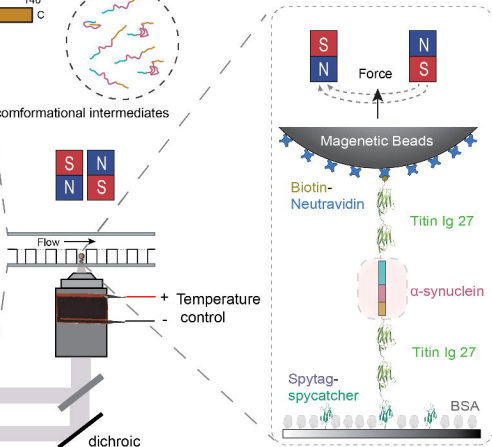 140
C
comformational intermediates
S
N
N
S
Flow
+ Temperature
- control
dichroic
S
N
N
S
Force
Magenetic Beads
Biotin-
Neutravidin
Titin Ig 27
α-synuclein
Titin Ig 27
Spytag-
spycatcher
BSA